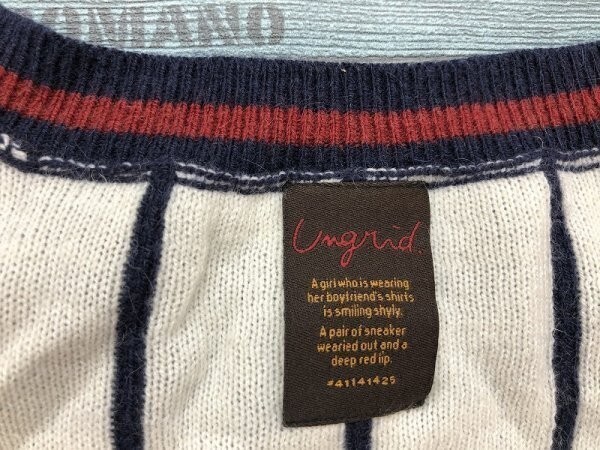 OMANO
Ungrid.
A girl who is wearing
her boyfriend's shirts
is smiling shyly.
A pair of sneaker
wearied out and a
deep red lip.
#41141425